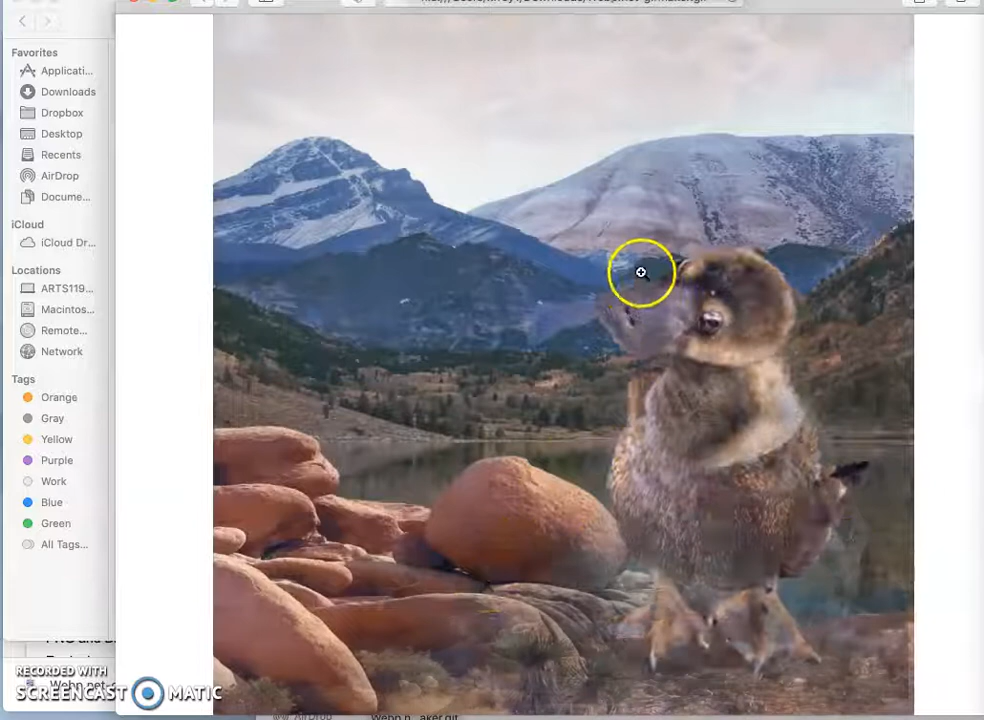 Favorites
Applicati...
Downloads
Dropbox
Desktop
Recents
AirDrop
Docume...
iCloud
iCloud Dr...
Locations
ARTS119...
Macintos...
Remote...
Network
Tags
Orange
Gray
Yellow
Purple
Work
Blue
Green
All Tags...
RECORDED WITH
SCREENCAST MATIC